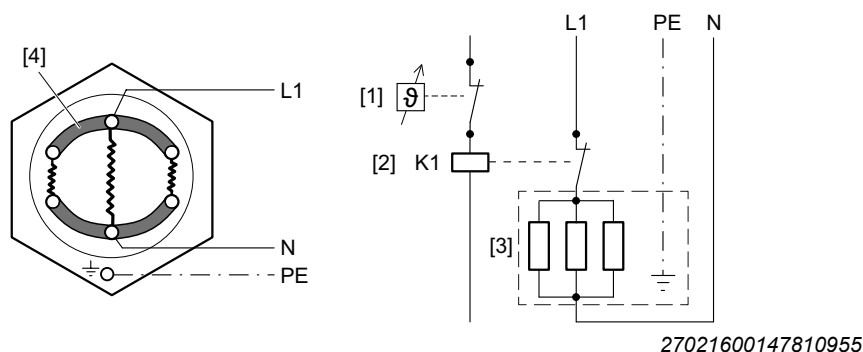 [4]
L1
N
PE
L1 PE N
[1] ϑ
[2] K1
[3]
27021600147810955